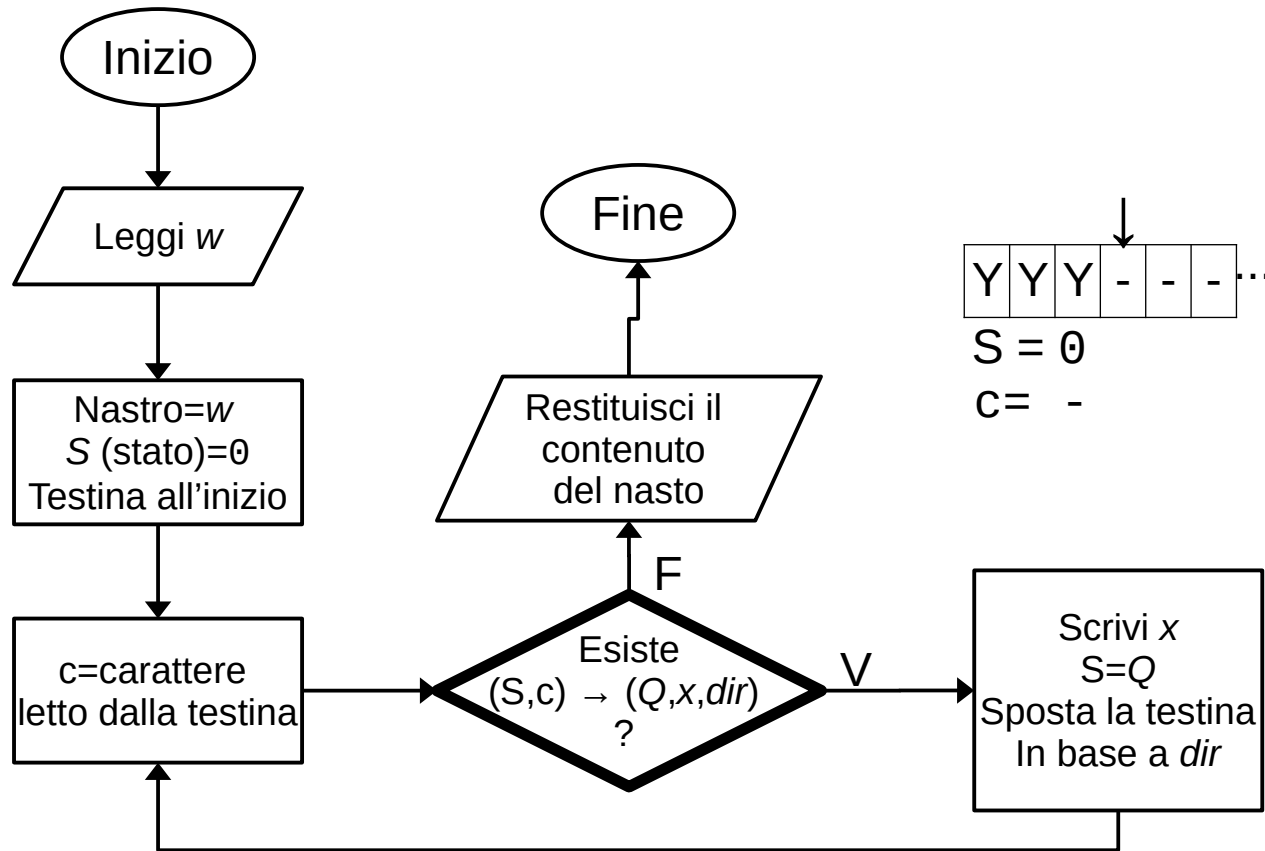 Inizio
Leggi w
Nastro=w
S (stato)=0
Testina all'inizio
c=carattere
letto dalla testina
Esiste
(S,c) → (Q,x,dir)
?
F
V
Restituisci il
contenuto
del nasto
Fine
Scrivi x
S=Q
Sposta la testina
In base a dir
Y Y Y - - - ...
S = 0
c= -